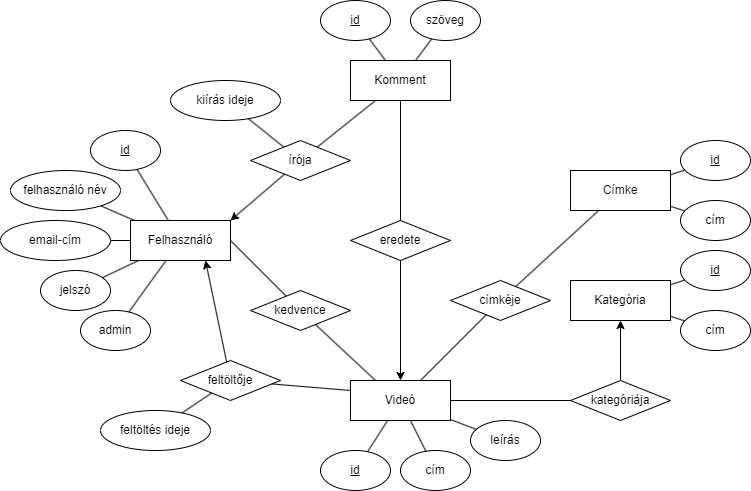 id
szöveg
Komment
kiírás ideje
id
írója
id
Címke
felhasználó név
cím
email-cím
Felhasználó
eredete
id
jelszó
kedvence
címkéje
Kategória
admin
cím
feltöltője
Videó
kategóriája
feltöltés ideje
leírás
id
cím